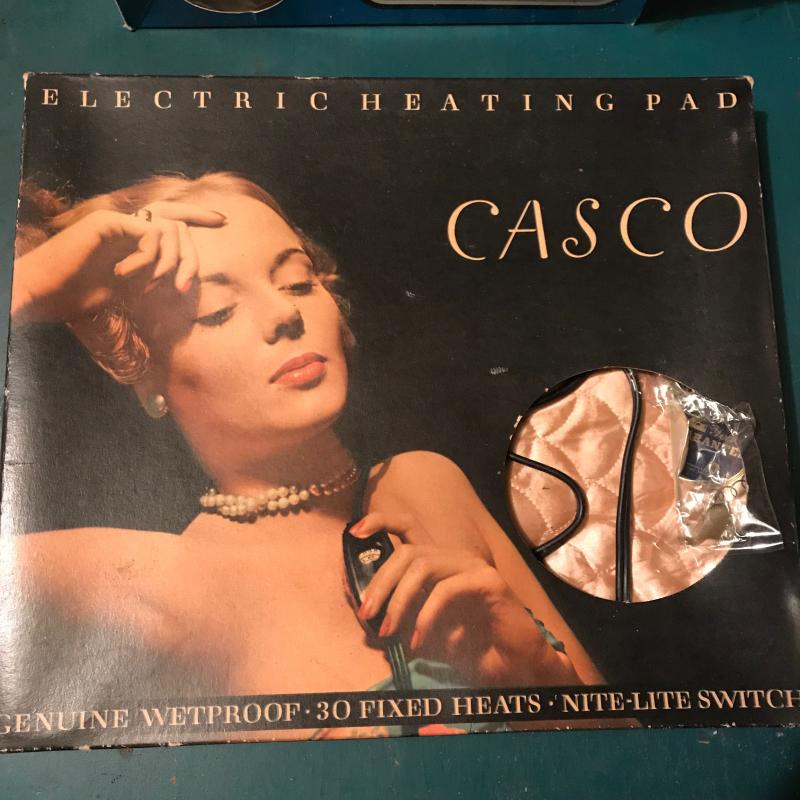 ELECTRIC HEATING PAD
CASCO
GENUINE WETPROOF · 30 FIXED HEATS · NITE-LITE SWITCH